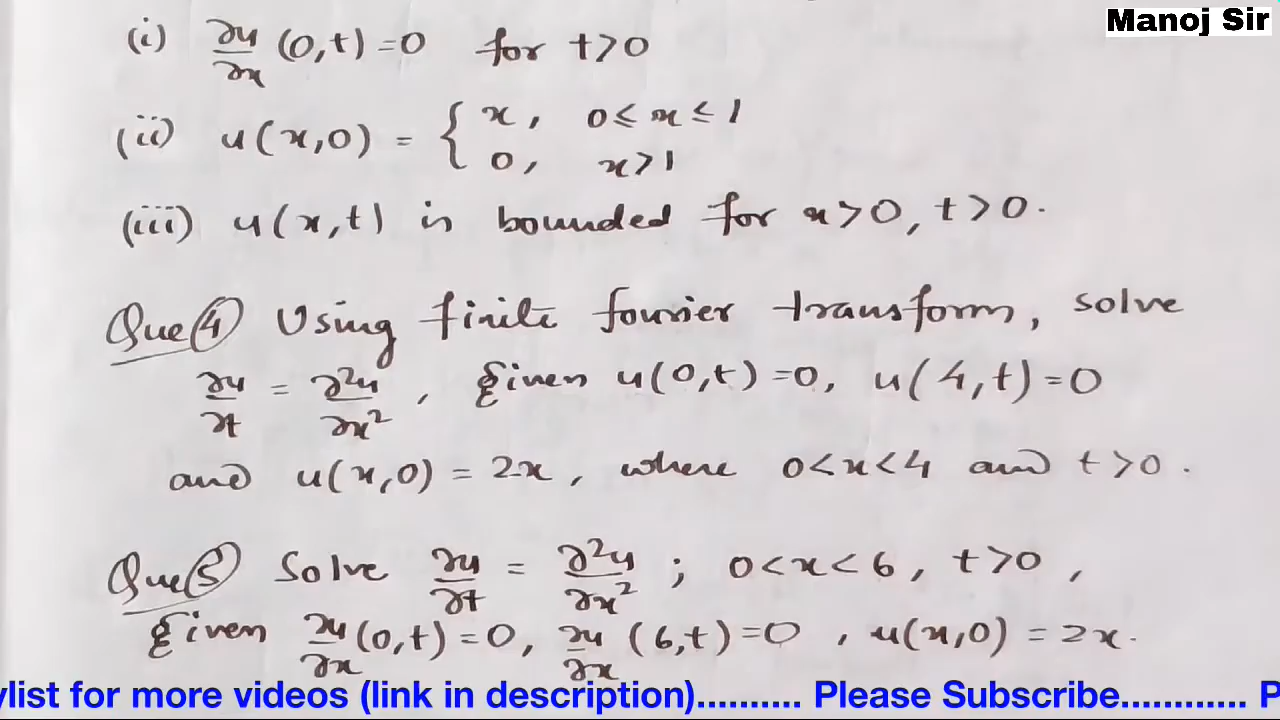 Manoj Sir
(i) ∂u/∂x (0,t) = 0 for t>0
(ii) u(x,0) = { x, 0≤x≤1
0, x>1
(iii) u(x,t) is bounded for x>0, t>0.
Que④ Using finite fourier transform, solve
∂u/∂t = ∂²u/∂x², given u(0,t)=0, u(4,t)=0
and u(x,0) = 2x, where 0<x<4 and t>0.
Que⑤ Solve ∂u/∂t = ∂²u/∂x²; 0<x<6, t>0,
given ∂u/∂x(0,t)=0, ∂u/∂x(6,t)=0, u(x,0)=2x.
ylist for more videos (link in description).......... Please Subscribe............ P